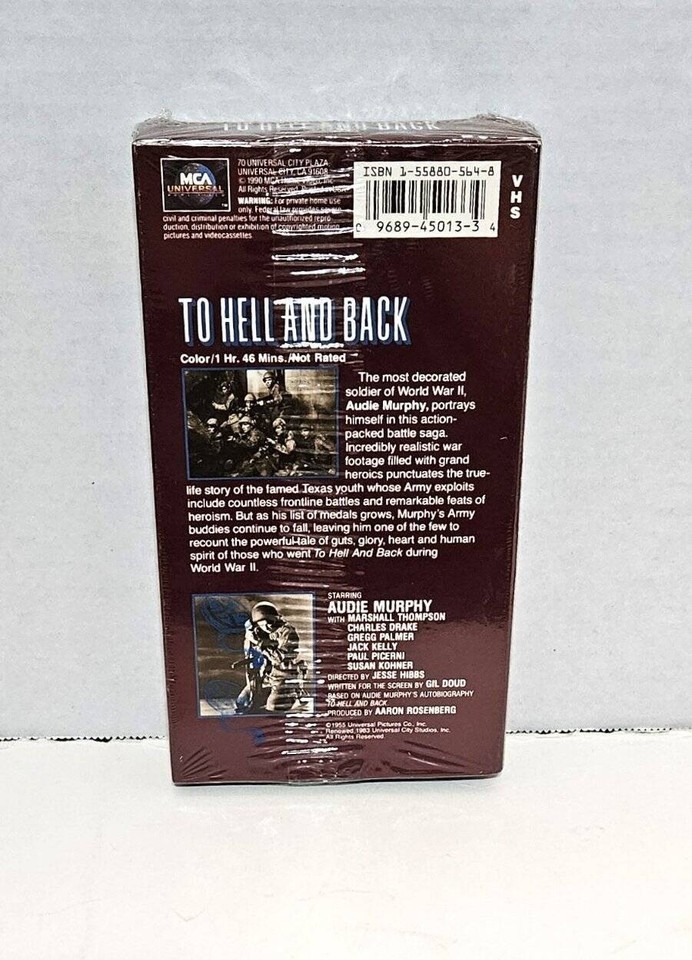 TO HELL AND BACK
MCA
UNIVERSAL
70 UNIVERSAL CITY PLAZA
UNIVERSAL CITY, CA 91608
© 1990 MCA Home Video, Inc.
All Rights Reserved.
WARNING: For private home use
only. Federal law provides severe
civil and criminal penalties for the unauthorized repro-
duction, distribution or exhibition of copyrighted motion
pictures and videocassettes.
ISBN 1-55880-564-8
0 9689-45013-3 4
VHS
TO HELL AND BACK
Color/1 Hr. 46 Mins./Not Rated
The most decorated
soldier of World War II,
Audie Murphy, portrays
himself in this action-
packed battle saga.
Incredibly realistic war
footage filled with grand
heroics punctuates the true-
life story of the famed Texas youth whose Army exploits
include countless frontline battles and remarkable feats of
heroism. But as his list of medals grows, Murphy's Army
buddies continue to fall, leaving him one of the few to
recount the powerful tale of guts, glory, heart and human
spirit of those who went To Hell And Back during
World War II.
STARRING
AUDIE MURPHY
WITH MARSHALL THOMPSON
CHARLES DRAKE
GREGG PALMER
JACK KELLY
PAUL PICERNI
SUSAN KOHNER
DIRECTED BY JESSE HIBBS
WRITTEN FOR THE SCREEN BY GIL DOUD
BASED ON AUDIE MURPHY'S AUTOBIOGRAPHY
TO HELL AND BACK
PRODUCED BY AARON ROSENBERG
©1955 Universal Pictures Co., Inc.
Renewed 1983 Universal City Studios, Inc.
All Rights Reserved.